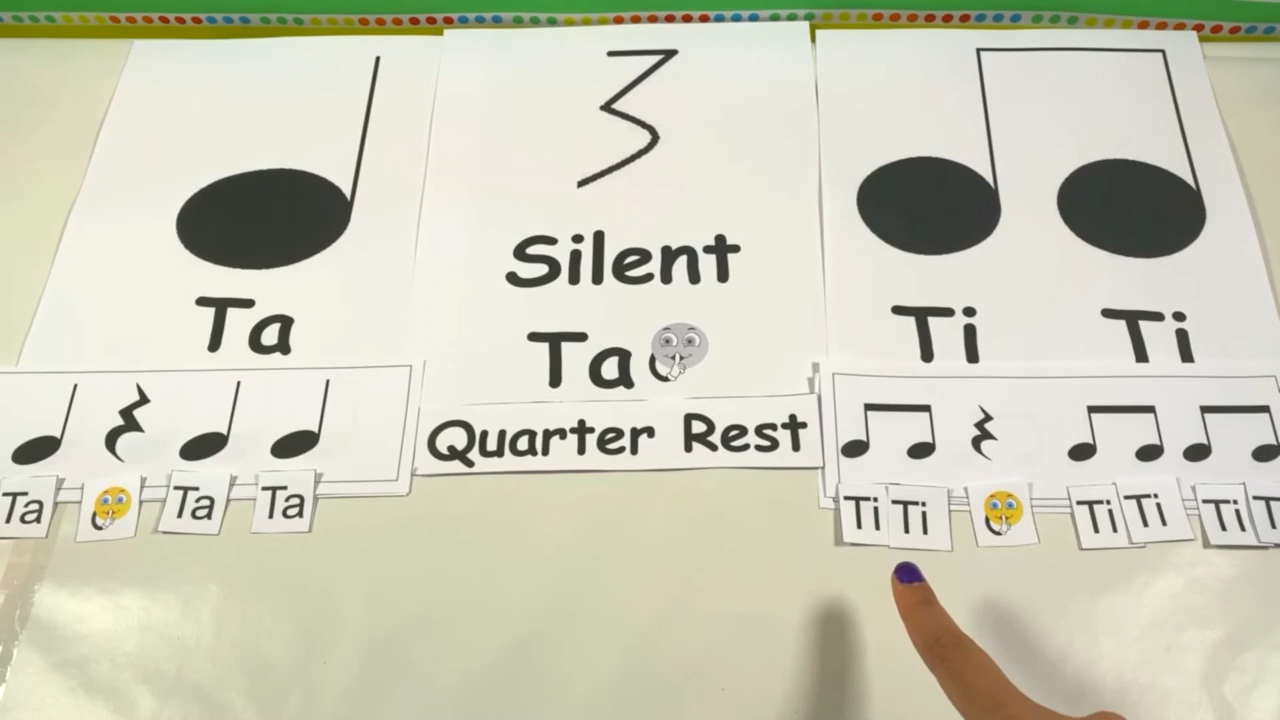 Ta
Silent
Ta
Quarter Rest
Ti Ti
Ta Ta Ta
Ti Ti Ti Ti Ti